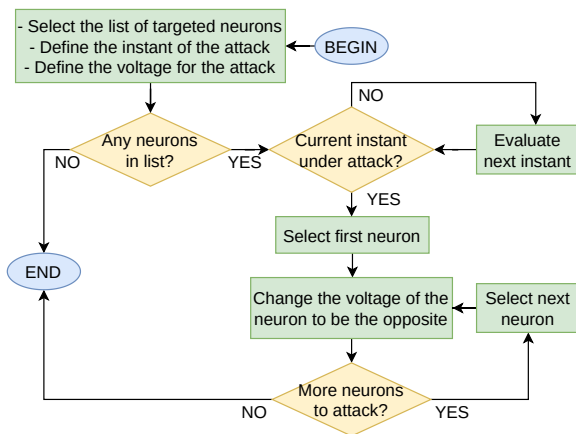 - Select the list of targeted neurons
- Define the instant of the attack
- Define the voltage for the attack
BEGIN
NO
Any neurons
in list?
Current instant
under attack?
Evaluate
next instant
NO
YES
YES
Select first neuron
END
Change the voltage of the
neuron to be the opposite
Select next
neuron
More neurons
to attack?
NO
YES